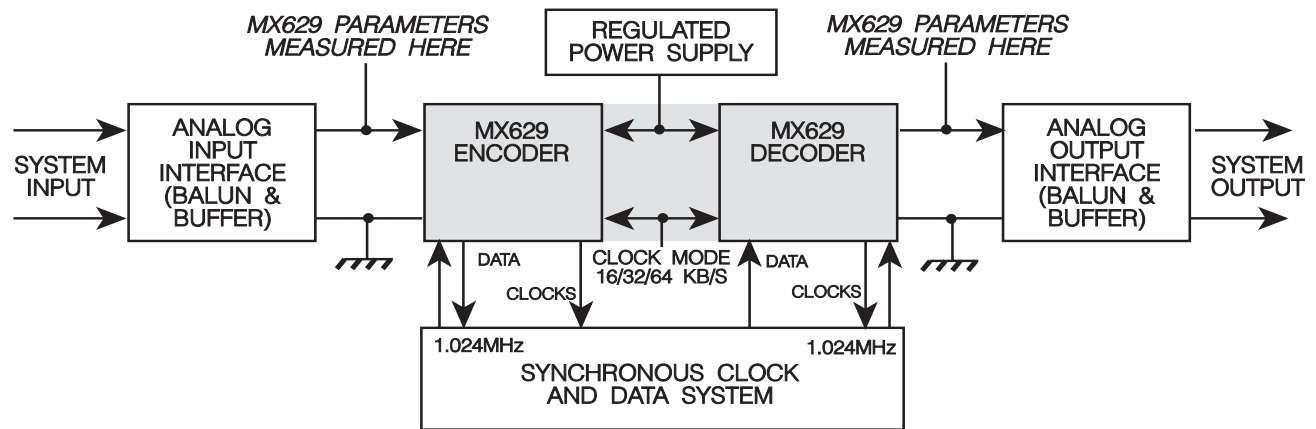 MX629 PARAMETERS
MEASURED HERE
REGULATED
POWER SUPPLY
MX629 PARAMETERS
MEASURED HERE
SYSTEM
INPUT
ANALOG
INPUT
INTERFACE
(BALUN &
BUFFER)
MX629
ENCODER
MX629
DECODER
ANALOG
OUTPUT
INTERFACE
(BALUN &
BUFFER)
SYSTEM
OUTPUT
DATA
CLOCKS
CLOCK MODE
16/32/64 KB/S
DATA
CLOCKS
1.024MHz
1.024MHz
SYNCHRONOUS CLOCK
AND DATA SYSTEM